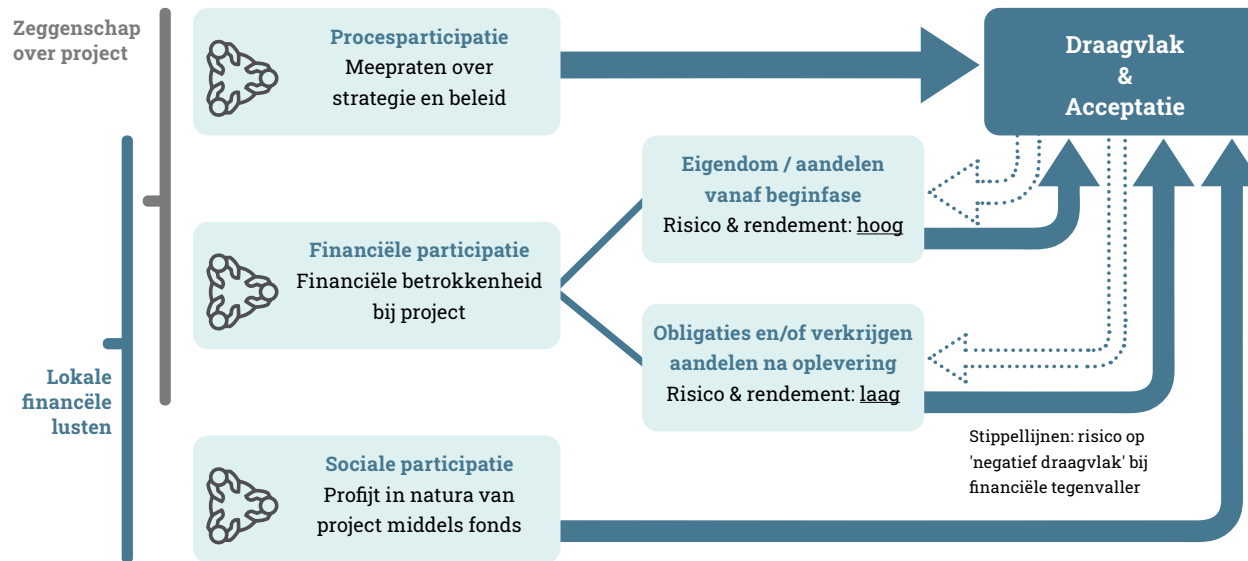 Zeggenschap
over project
Procesparticipatie
Meepraten over
strategie en beleid
Draagvlak
&
Acceptatie
Eigendom / aandelen
vanaf beginfase
Risico & rendement: hoog
Financiële participatie
Financiële betrokkenheid
bij project
Obligaties en/of verkrijgen
aandelen na oplevering
Risico & rendement: laag
Lokale
financële
lusten
Stippellijnen: risico op
'negatief draagvlak' bij
financiële tegenvaller
Sociale participatie
Profijt in natura van
project middels fonds